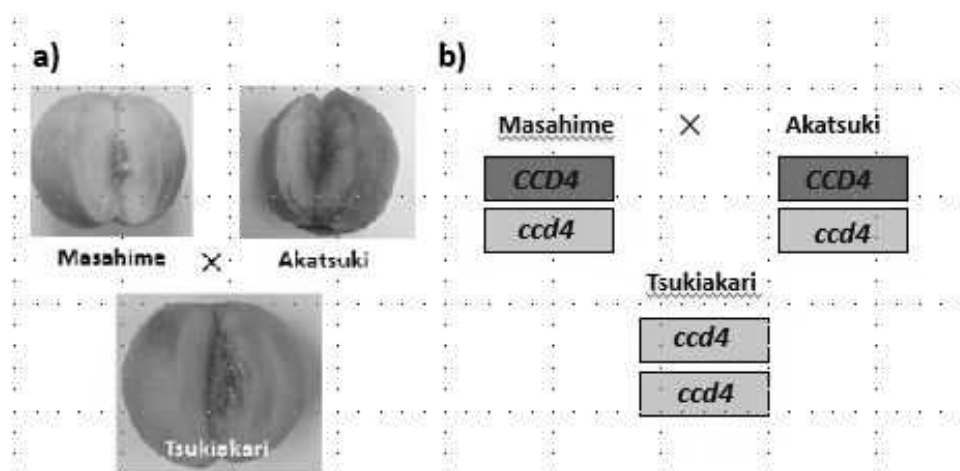 a)
Masahime × Akatsuki
Tsukiakari
b)
Masahime × Akatsuki
CCD4 CCD4
ccd4 ccd4
Tsukiakari
ccd4
ccd4